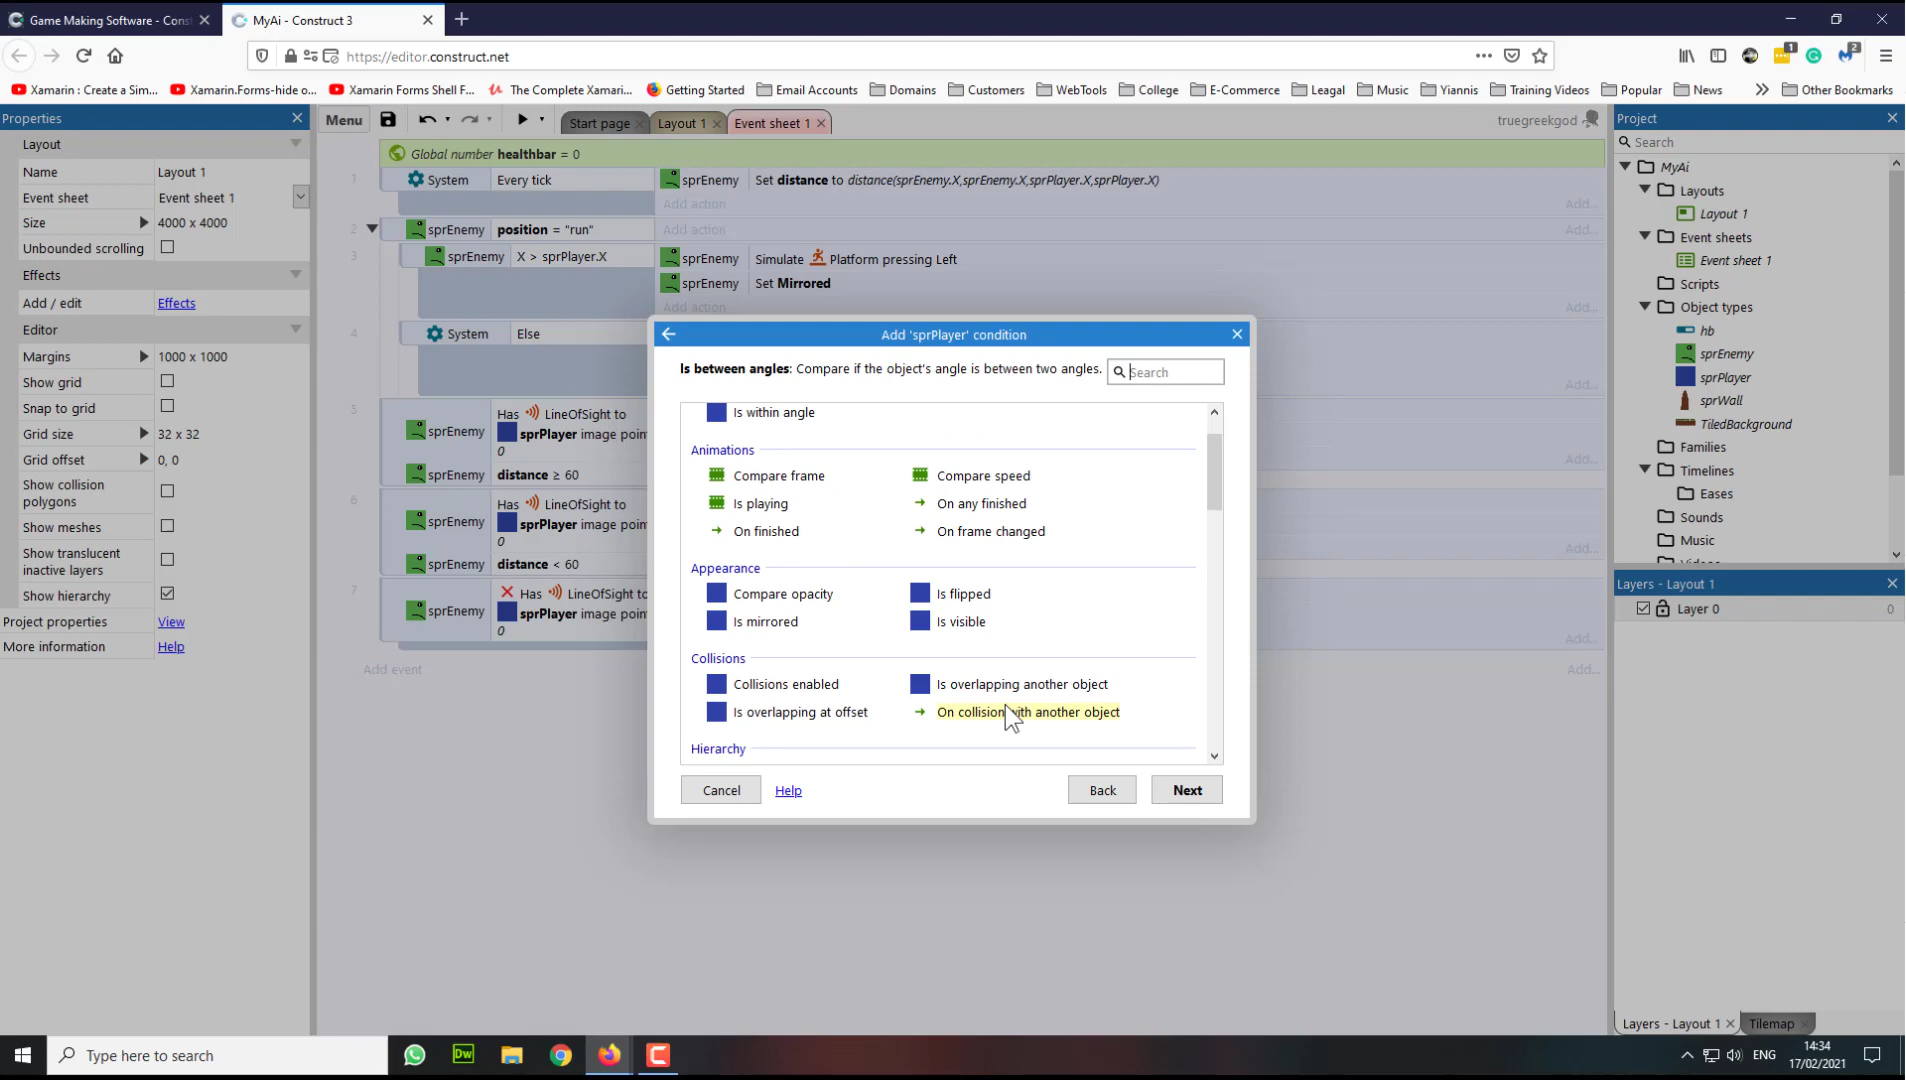 Game Making Software - Cons
MyAi - Construct 3
https://editor.construct.net
1
2
Xamarin : Create a Sim...
Xamarin.Forms-hide o...
Xamarin Forms Shell F...
The Complete Xamari...
Getting Started
Email Accounts
Domains
Customers
WebTools
College
E-Commerce
Leagal
Music
Yiannis
Training Videos
Popular
News
Other Bookmarks
Properties
Layout
Name Layout 1
Event sheet Event sheet 1
Size 4000 x 4000
Unbounded scrolling
Effects
Add / edit Effects
Editor
Margins 1000 x 1000
Show grid
Snap to grid
Grid size 32 x 32
Grid offset 0, 0
Show collision
polygons
Show meshes
Show translucent
inactive layers
Show hierarchy
Project properties View
More information Help
Menu
Start page
Layout 1
Event sheet 1
truegreekgod
Global number healthbar = 0
1 System Every tick sprEnemy Set distance to distance(sprEnemy.X,sprEnemy.X,sprPlayer.X,sprPlayer.X)
Add action Add...
2 sprEnemy position = "run" Add action Add...
3 sprEnemy X > sprPlayer.X sprEnemy Simulate Platform pressing Left
sprEnemy Set Mirrored
Add action Add...
4 System Else
Add...
5 sprEnemy Has LineOfSight to
sprPlayer image poin
0
sprEnemy distance ≥ 60
Add...
6 sprEnemy Has LineOfSight to
sprPlayer image poin
0
sprEnemy distance < 60
Add...
7 sprEnemy Has LineOfSight to
sprPlayer image poin
0
Add...
Add event Add...
Add 'sprPlayer' condition
Is between angles: Compare if the object's angle is between two angles.
Search
Is within angle
Animations
Compare frame Compare speed
Is playing On any finished
On finished On frame changed
Appearance
Compare opacity Is flipped
Is mirrored Is visible
Collisions
Collisions enabled Is overlapping another object
Is overlapping at offset On collision with another object
Hierarchy
Cancel Help Back Next
Project
Search
MyAi
Layouts
Layout 1
Event sheets
Event sheet 1
Scripts
Object types
hb
sprEnemy
sprPlayer
sprWall
TiledBackground
Families
Timelines
Eases
Sounds
Music
Layers - Layout 1
Layer 0 0
Layers - Layout 1
Tilemap
Type here to search
Dw
ENG
14:34
17/02/2021